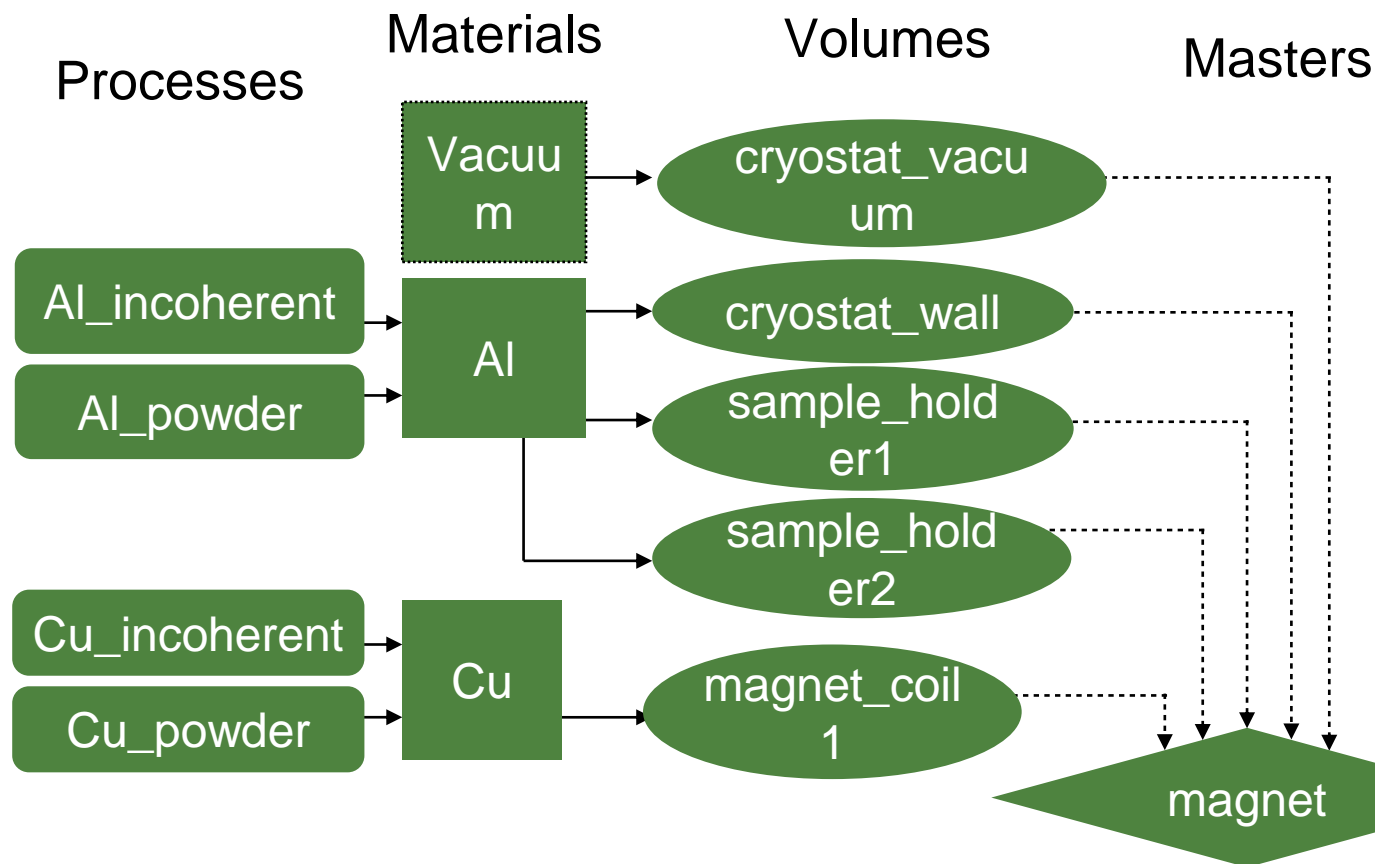 Processes
Materials
Volumes
Masters
Vacuu
m
cryostat_vacu
um
Al_incoherent
Al_powder
Al
cryostat_wall
sample_hold
er1
sample_hold
er2
Cu_incoherent
Cu_powder
Cu
magnet_coil
1
magnet